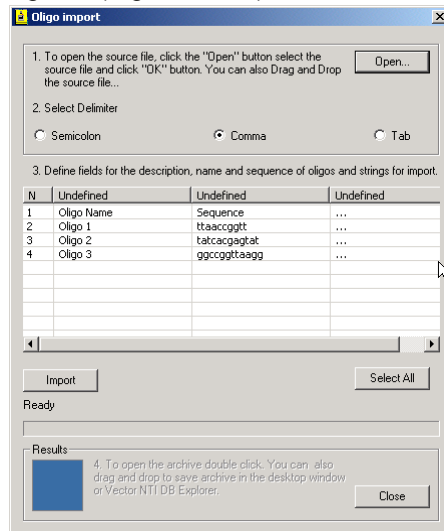 Oligo import
1. To open the source file, click the "Open" button select the
source file and click "OK" button. You can also Drag and Drop
the source file...
Open...
2. Select Delimiter
Semicolon Comma Tab
3. Define fields for the description, name and sequence of oligos and strings for import.
N Undefined Undefined Undefined
1 Oligo Name Sequence ...
2 Oligo 1 ttaaccggtt ...
3 Oligo 2 tatcacgagtat ...
4 Oligo 3 ggccggttaagg ...
Import Select All
Ready
Results
4. To open the archive double click. You can also
drag and drop to save archive in the desktop window
or Vector NTI DB Explorer.
Close